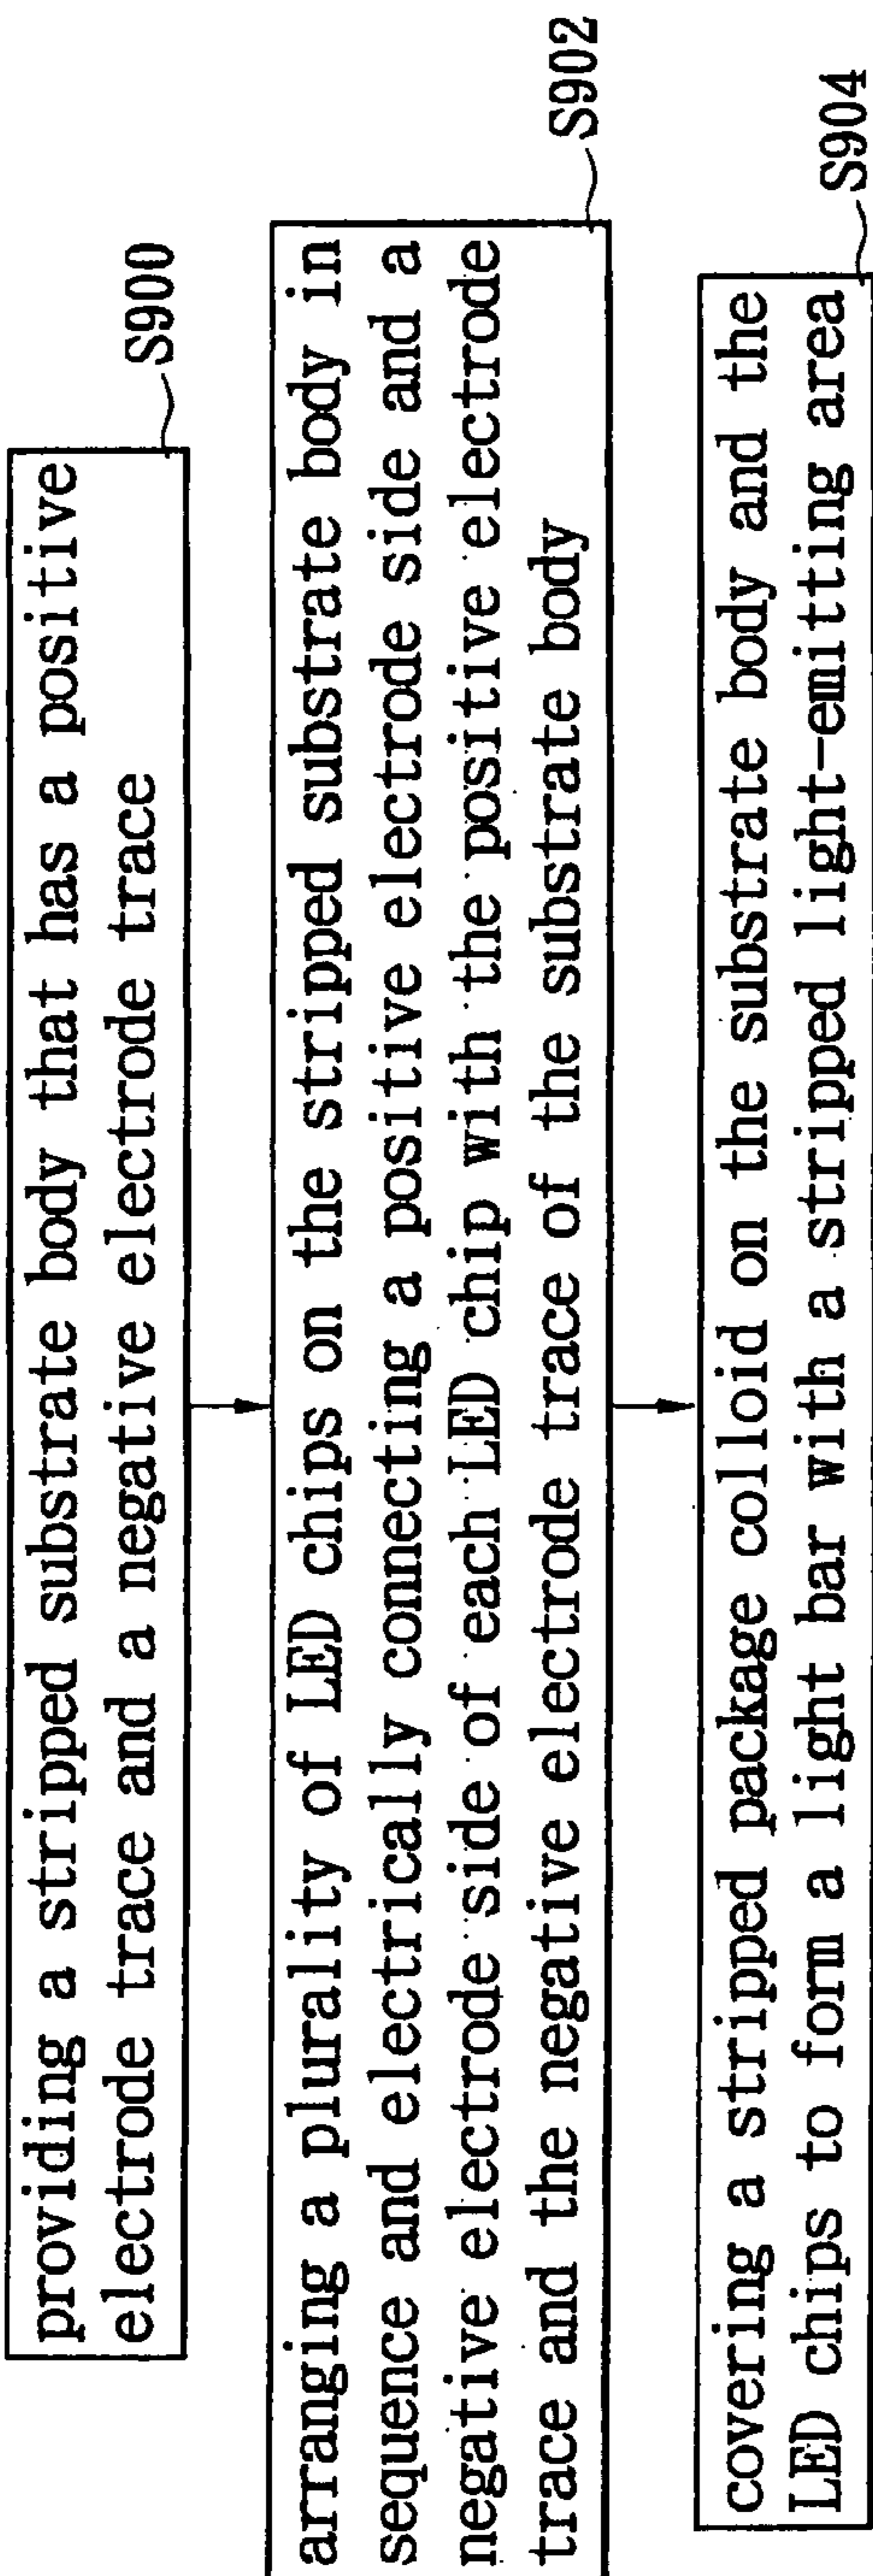 providing a stripped substrate body that has a positive
electrode trace and a negative electrode trace
S900
arranging a plurality of LED chips on the stripped substrate body in
sequence and electrically connecting a positive electrode side and a
negative electrode side of each LED chip with the positive electrode
trace and the negative electrode trace of the substrate body
S902
covering a stripped package colloid on the substrate body and the
LED chips to form a light bar with a stripped light-emitting area
S904